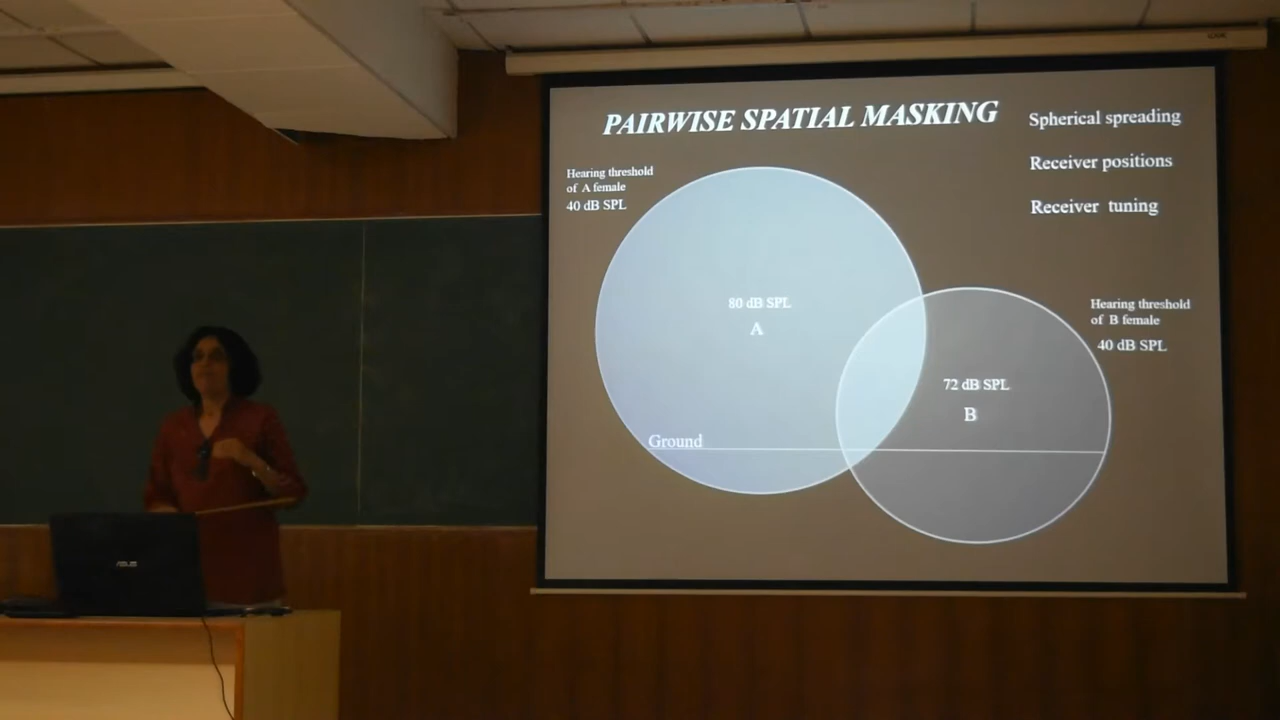 PAIRWISE SPATIAL MASKING
Spherical spreading
Receiver positions
Receiver tuning
Hearing threshold
of A female
40 dB SPL
80 dB SPL
A
Hearing threshold
of B female
40 dB SPL
72 dB SPL
B
Ground
ASUS